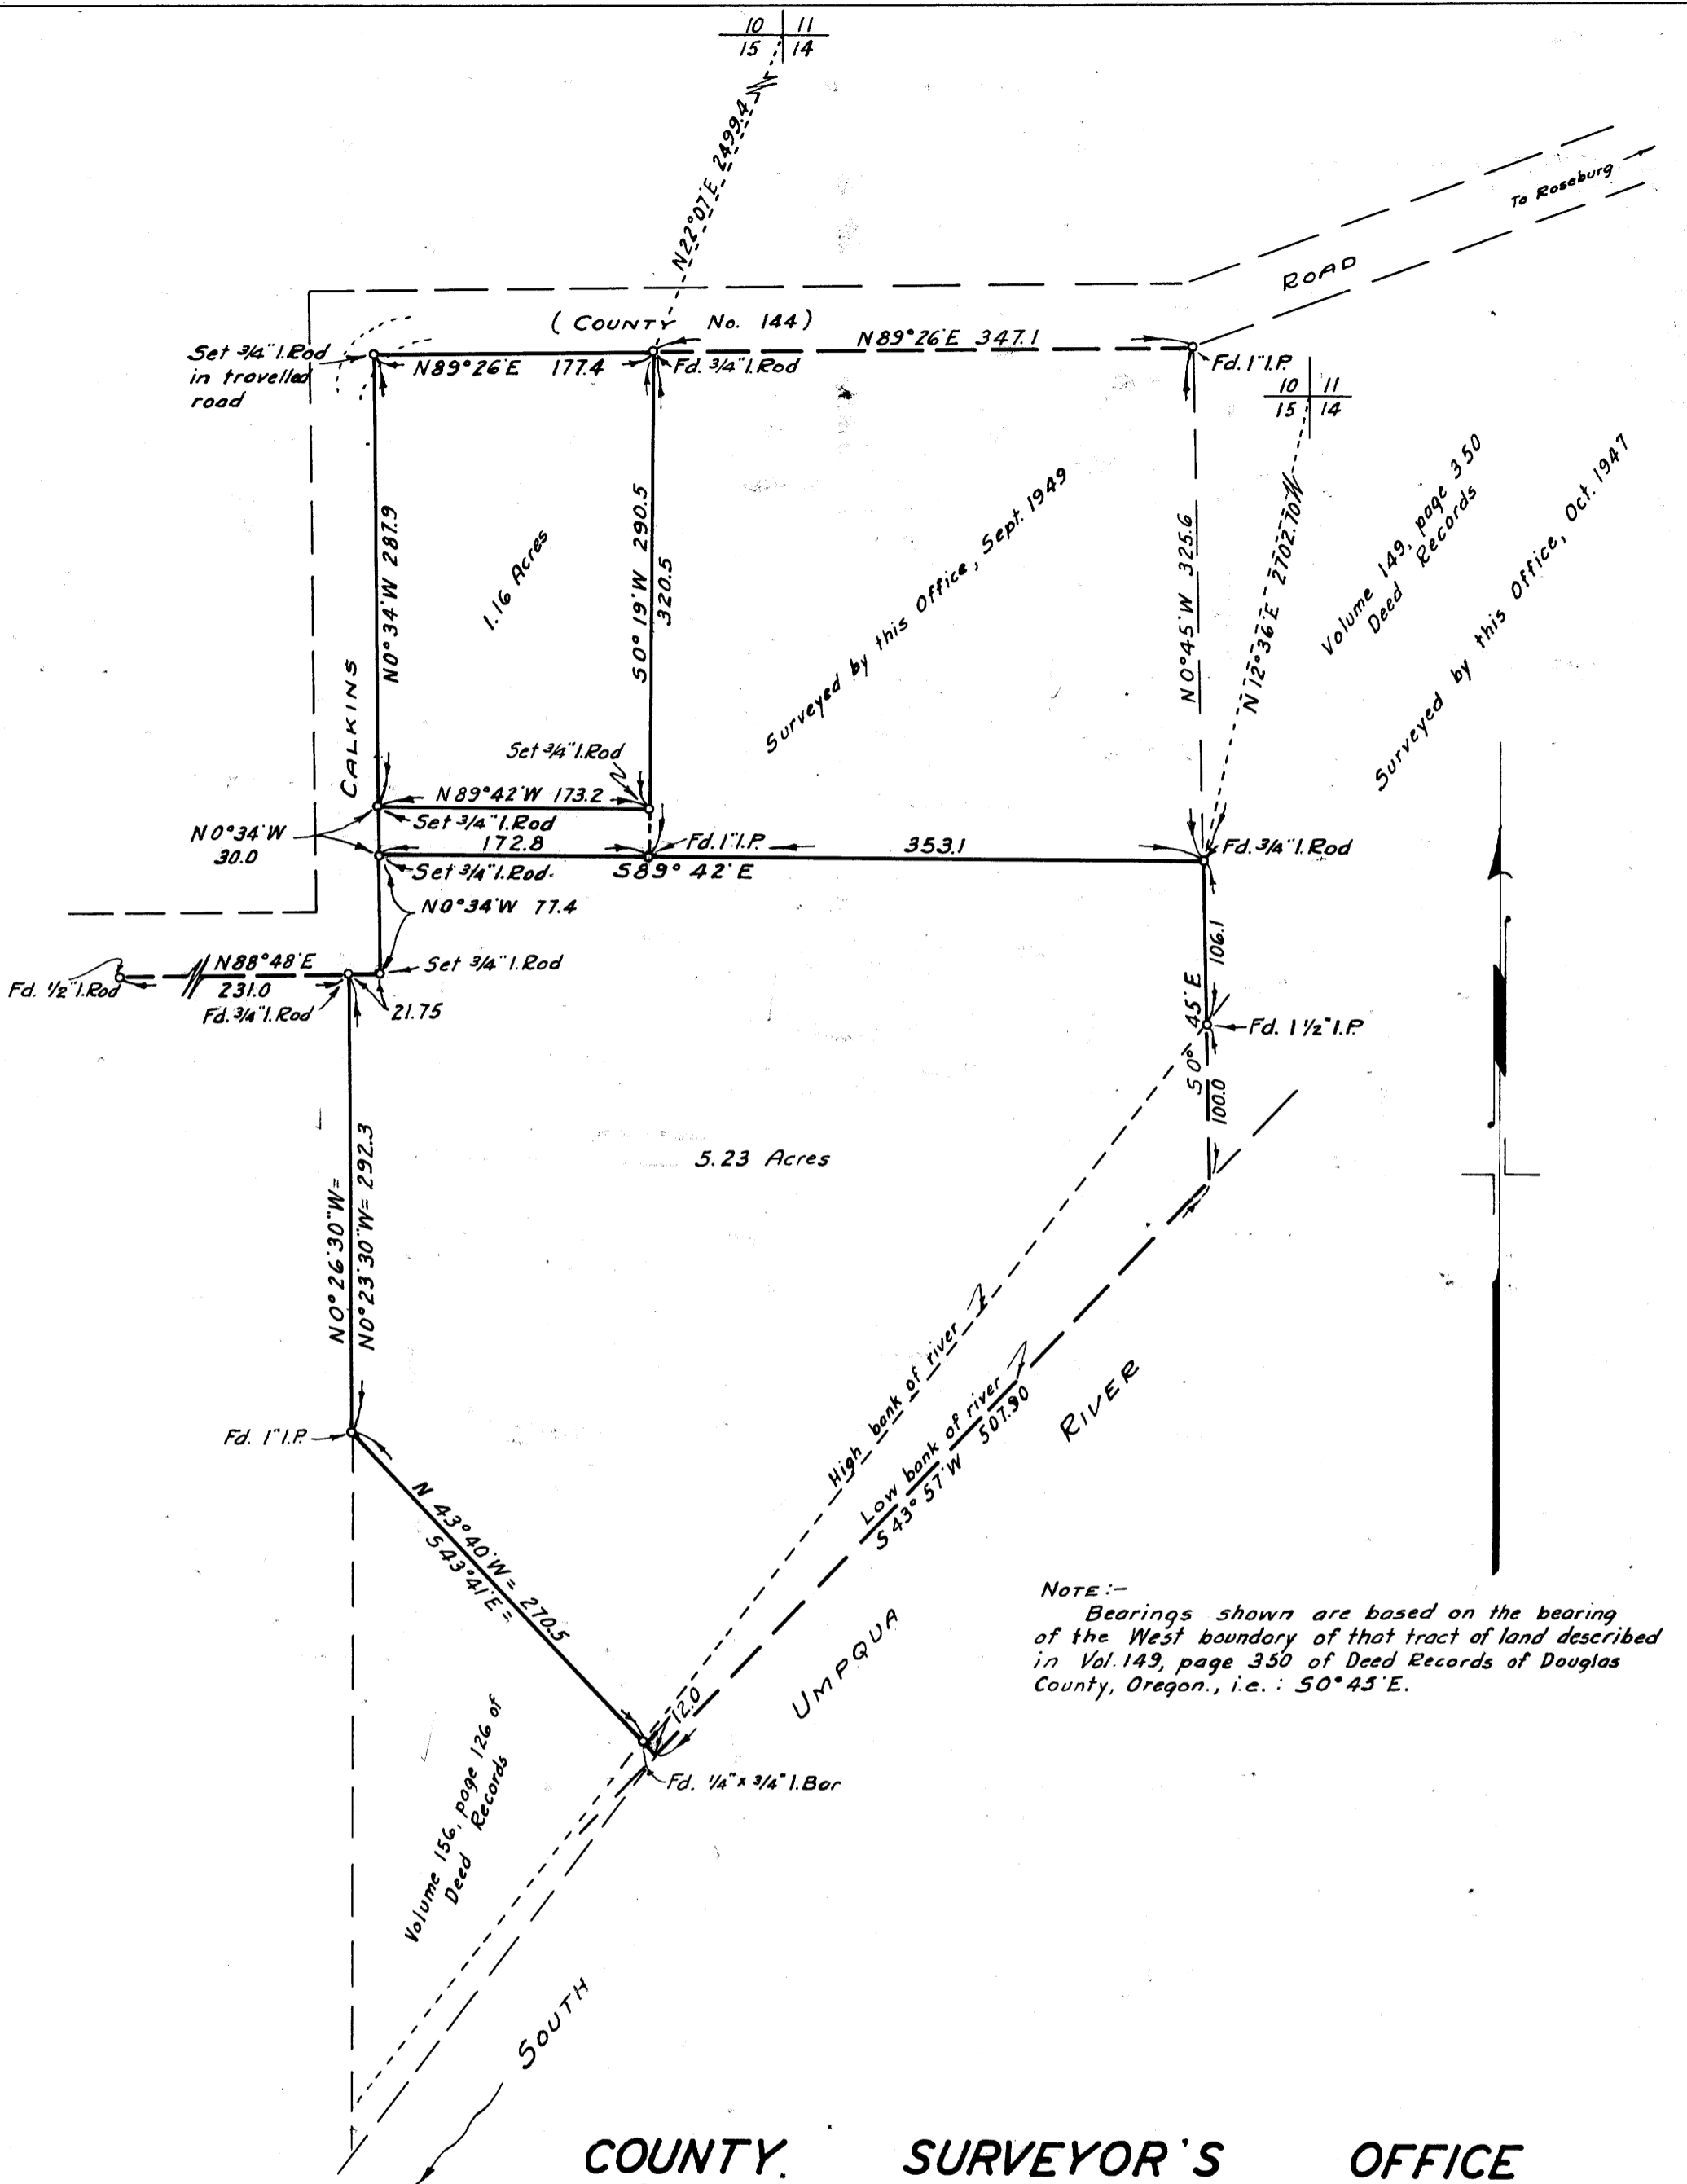 10 | 11
15 | 14
N22°07'E 2499.4
To Roseburg
ROAD
( COUNTY No. 144 )
N89°26'E 347.1
Set 3/4" I.Rod
in travelled
road
N89°26'E 177.4
Fd. 3/4" I.Rod
Fd. 1" I.P.
10 | 11
15 | 14
N0°34'W 287.9
1.16 Acres
S0°19'W 290.5
320.5
Surveyed by this Office, Sept. 1949
N0°45'W 325.6
N12°36'E 2702.70
Volume 149, page 350
Deed Records
Surveyed by this Office, Oct. 1947
CALKINS
Set 3/4" I.Rod
N89°42'W 173.2
Set 3/4" I.Rod
N0°34'W
30.0
172.8
Fd. 1" I.P.
353.1
Fd. 3/4" I.Rod
Set 3/4" I.Rod.
S89°42'E
N0°34'W 77.4
N88°48'E
231.0
Set 3/4" I.Rod
Fd. 1/2" I.Rod
Fd. 3/4" I.Rod
21.75
106.1
S0°45'E
Fd. 1 1/2" I.P.
100.0
5.23 Acres
N0°26'30"W=
N0°23'30"W= 292.3
High bank of river
Low bank of river
S43°57'W 507.90
RIVER
Fd. 1" I.P.
N 43°40'W=
S43°41'E= 270.5
NOTE:-
Bearings shown are based on the bearing
of the West boundary of that tract of land described
in Vol. 149, page 350 of Deed Records of Douglas
County, Oregon., i.e.: S0°45'E.
UMPQUA
12.0
Fd. 1/4" x 3/4" I.Bar
Volume 156, page 126 of
Deed Records
SOUTH
COUNTY. SURVEYOR'S OFFICE